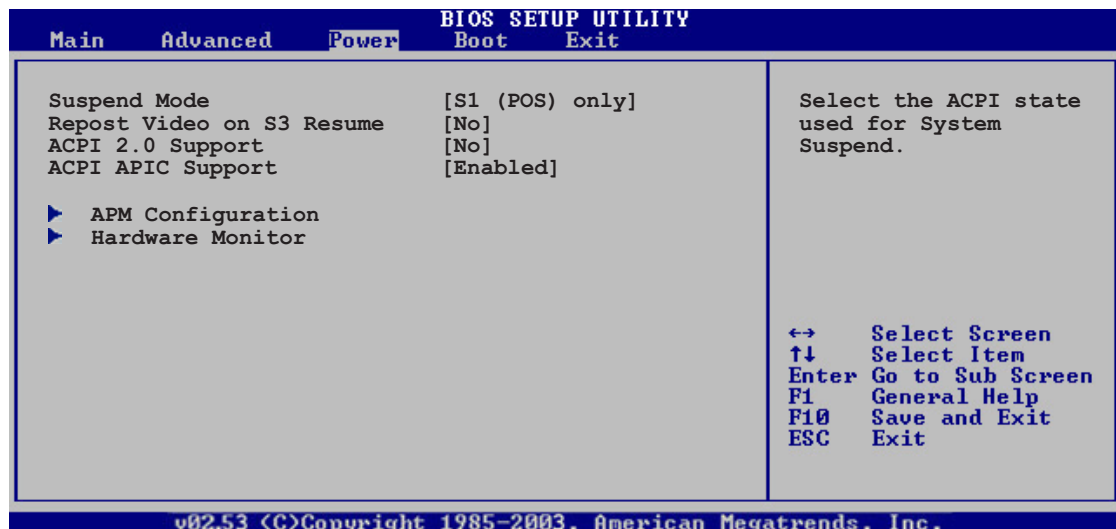 BIOS SETUP UTILITY
Main Advanced Power Boot Exit
Suspend Mode [S1 (POS) only]
Repost Video on S3 Resume [No]
ACPI 2.0 Support [No]
ACPI APIC Support [Enabled]
APM Configuration
Hardware Monitor
Select the ACPI state
used for System
Suspend.
←→ Select Screen
↑↓ Select Item
Enter Go to Sub Screen
F1 General Help
F10 Save and Exit
ESC Exit
v02.53 (C)Copyright 1985-2003, American Megatrends, Inc.